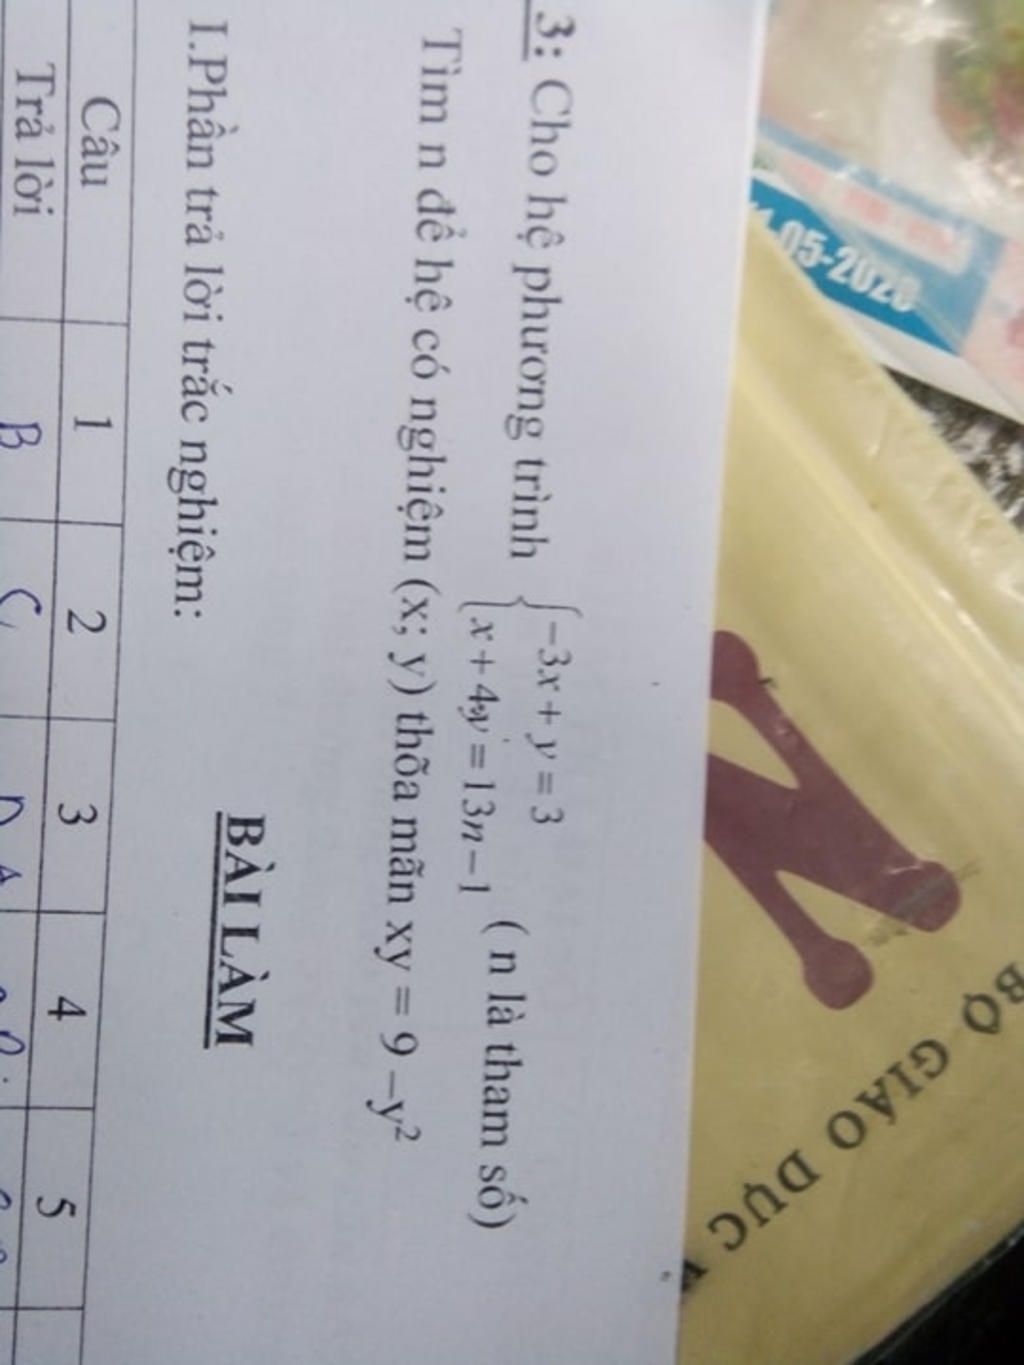 3: Cho hệ phương trình { -3x + y = 3
x + 4y = 13n - 1 ( n là tham số)
Tìm n để hệ có nghiệm (x; y) thõa mãn xy = 9 –y²
BÀI LÀM
I.Phần trả lời trắc nghiệm:
Câu 1 2 3 4 5
Trả lời B C D
05-2020
BỘ GIÁO DỤC